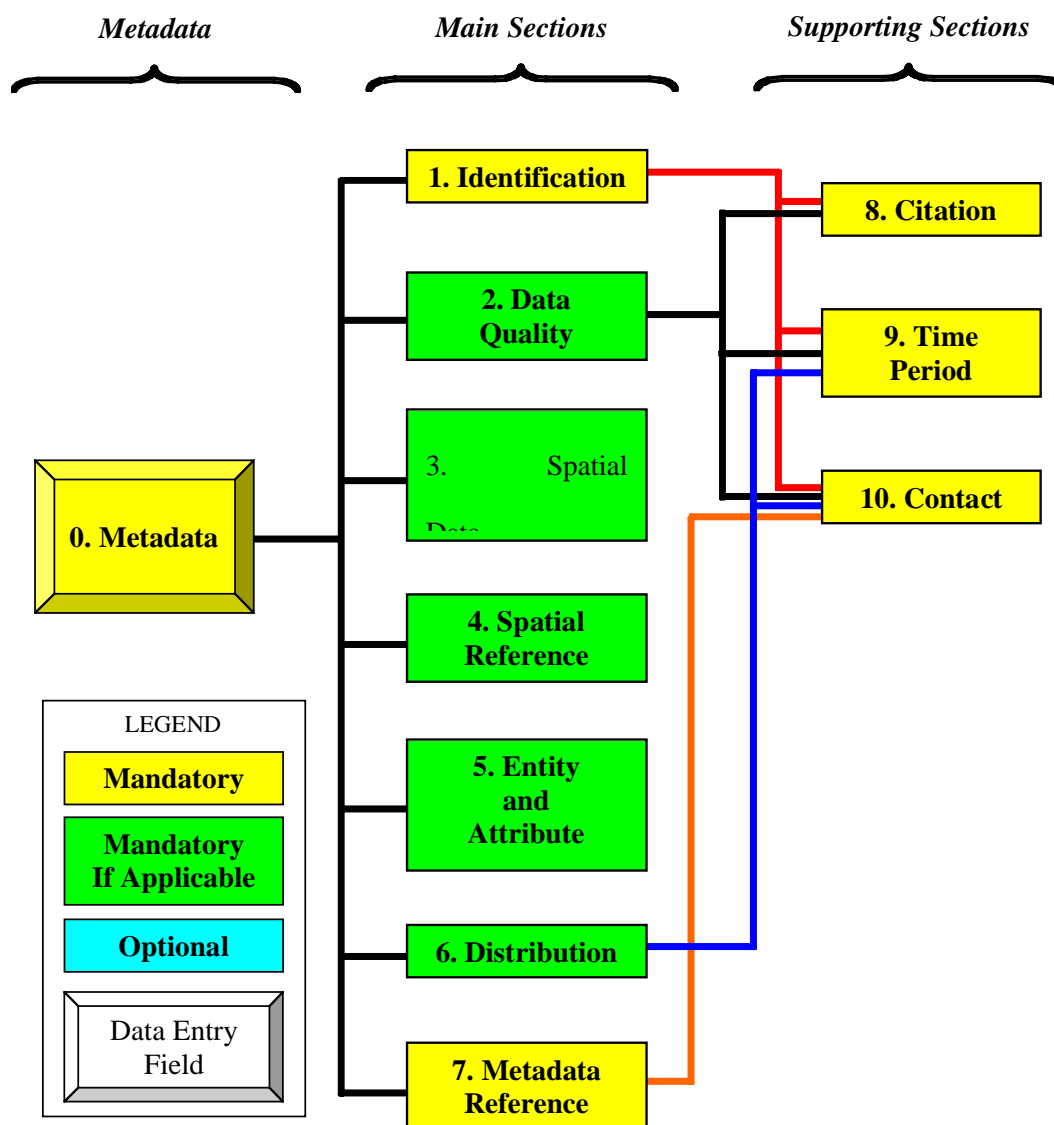 Metadata
Main Sections
Supporting Sections
1. Identification
2. Data
Quality
3. Spatial
Data
4. Spatial
Reference
5. Entity
and
Attribute
6. Distribution
7. Metadata
Reference
8. Citation
9. Time
Period
10. Contact
0. Metadata
LEGEND
Mandatory
Mandatory
If Applicable
Optional
Data Entry
Field